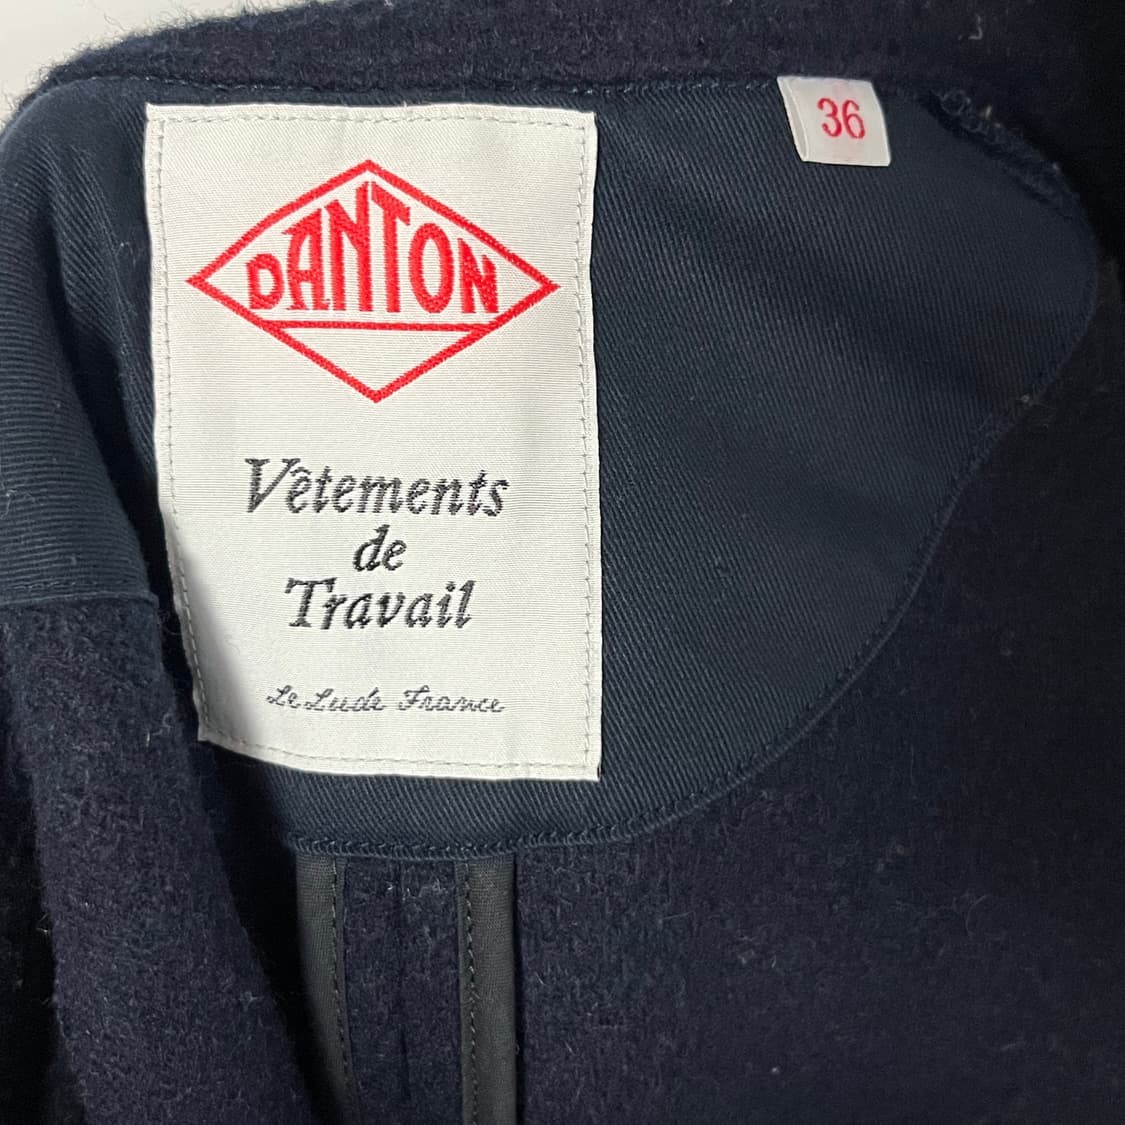 DANTON
36
Vêtements
de
Travail
Le Lude France